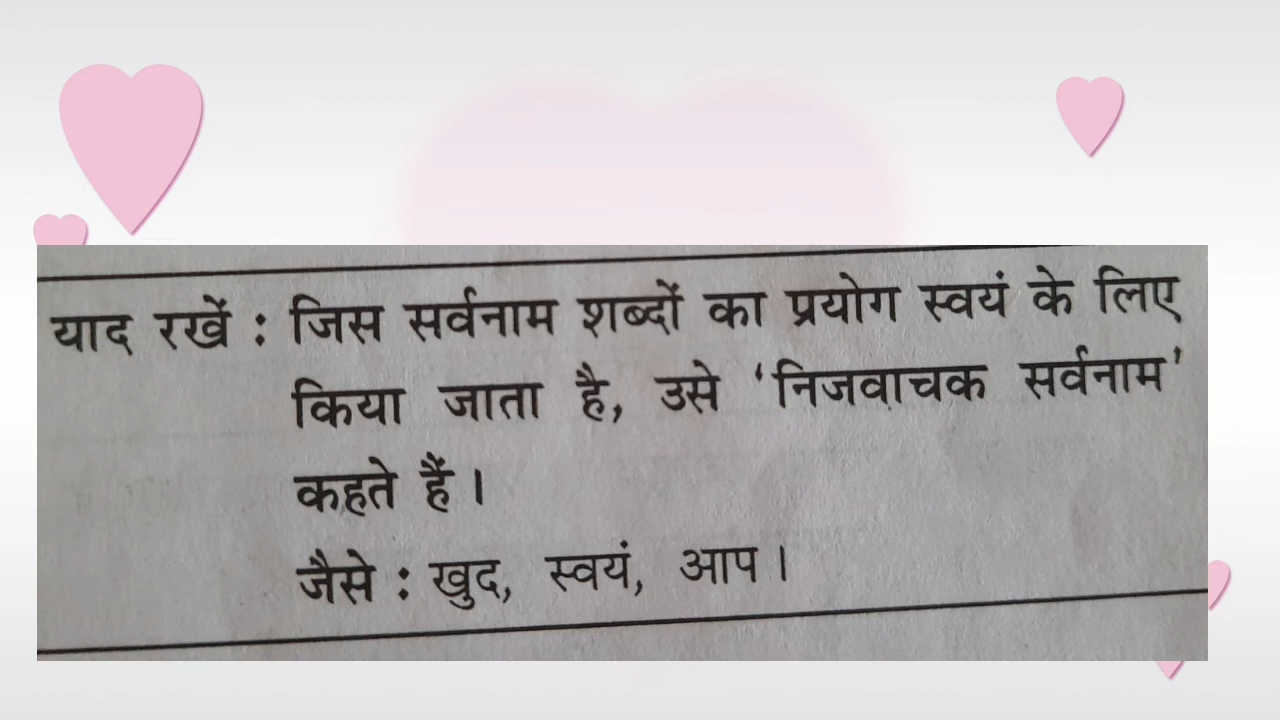 याद रखें : जिस सर्वनाम शब्दों का प्रयोग स्वयं के लिए
किया जाता है, उसे ‘निजवाचक सर्वनाम’
कहते हैं ।
जैसे : खुद, स्वयं, आप ।